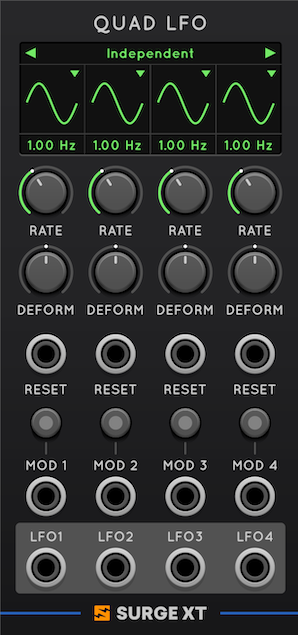 QUAD LFO
Independent
1.00 Hz 1.00 Hz 1.00 Hz 1.00 Hz
RATE RATE RATE RATE
DEFORM DEFORM DEFORM DEFORM
RESET RESET RESET RESET
MOD 1 MOD 2 MOD 3 MOD 4
LFO1 LFO2 LFO3 LFO4
SURGE XT